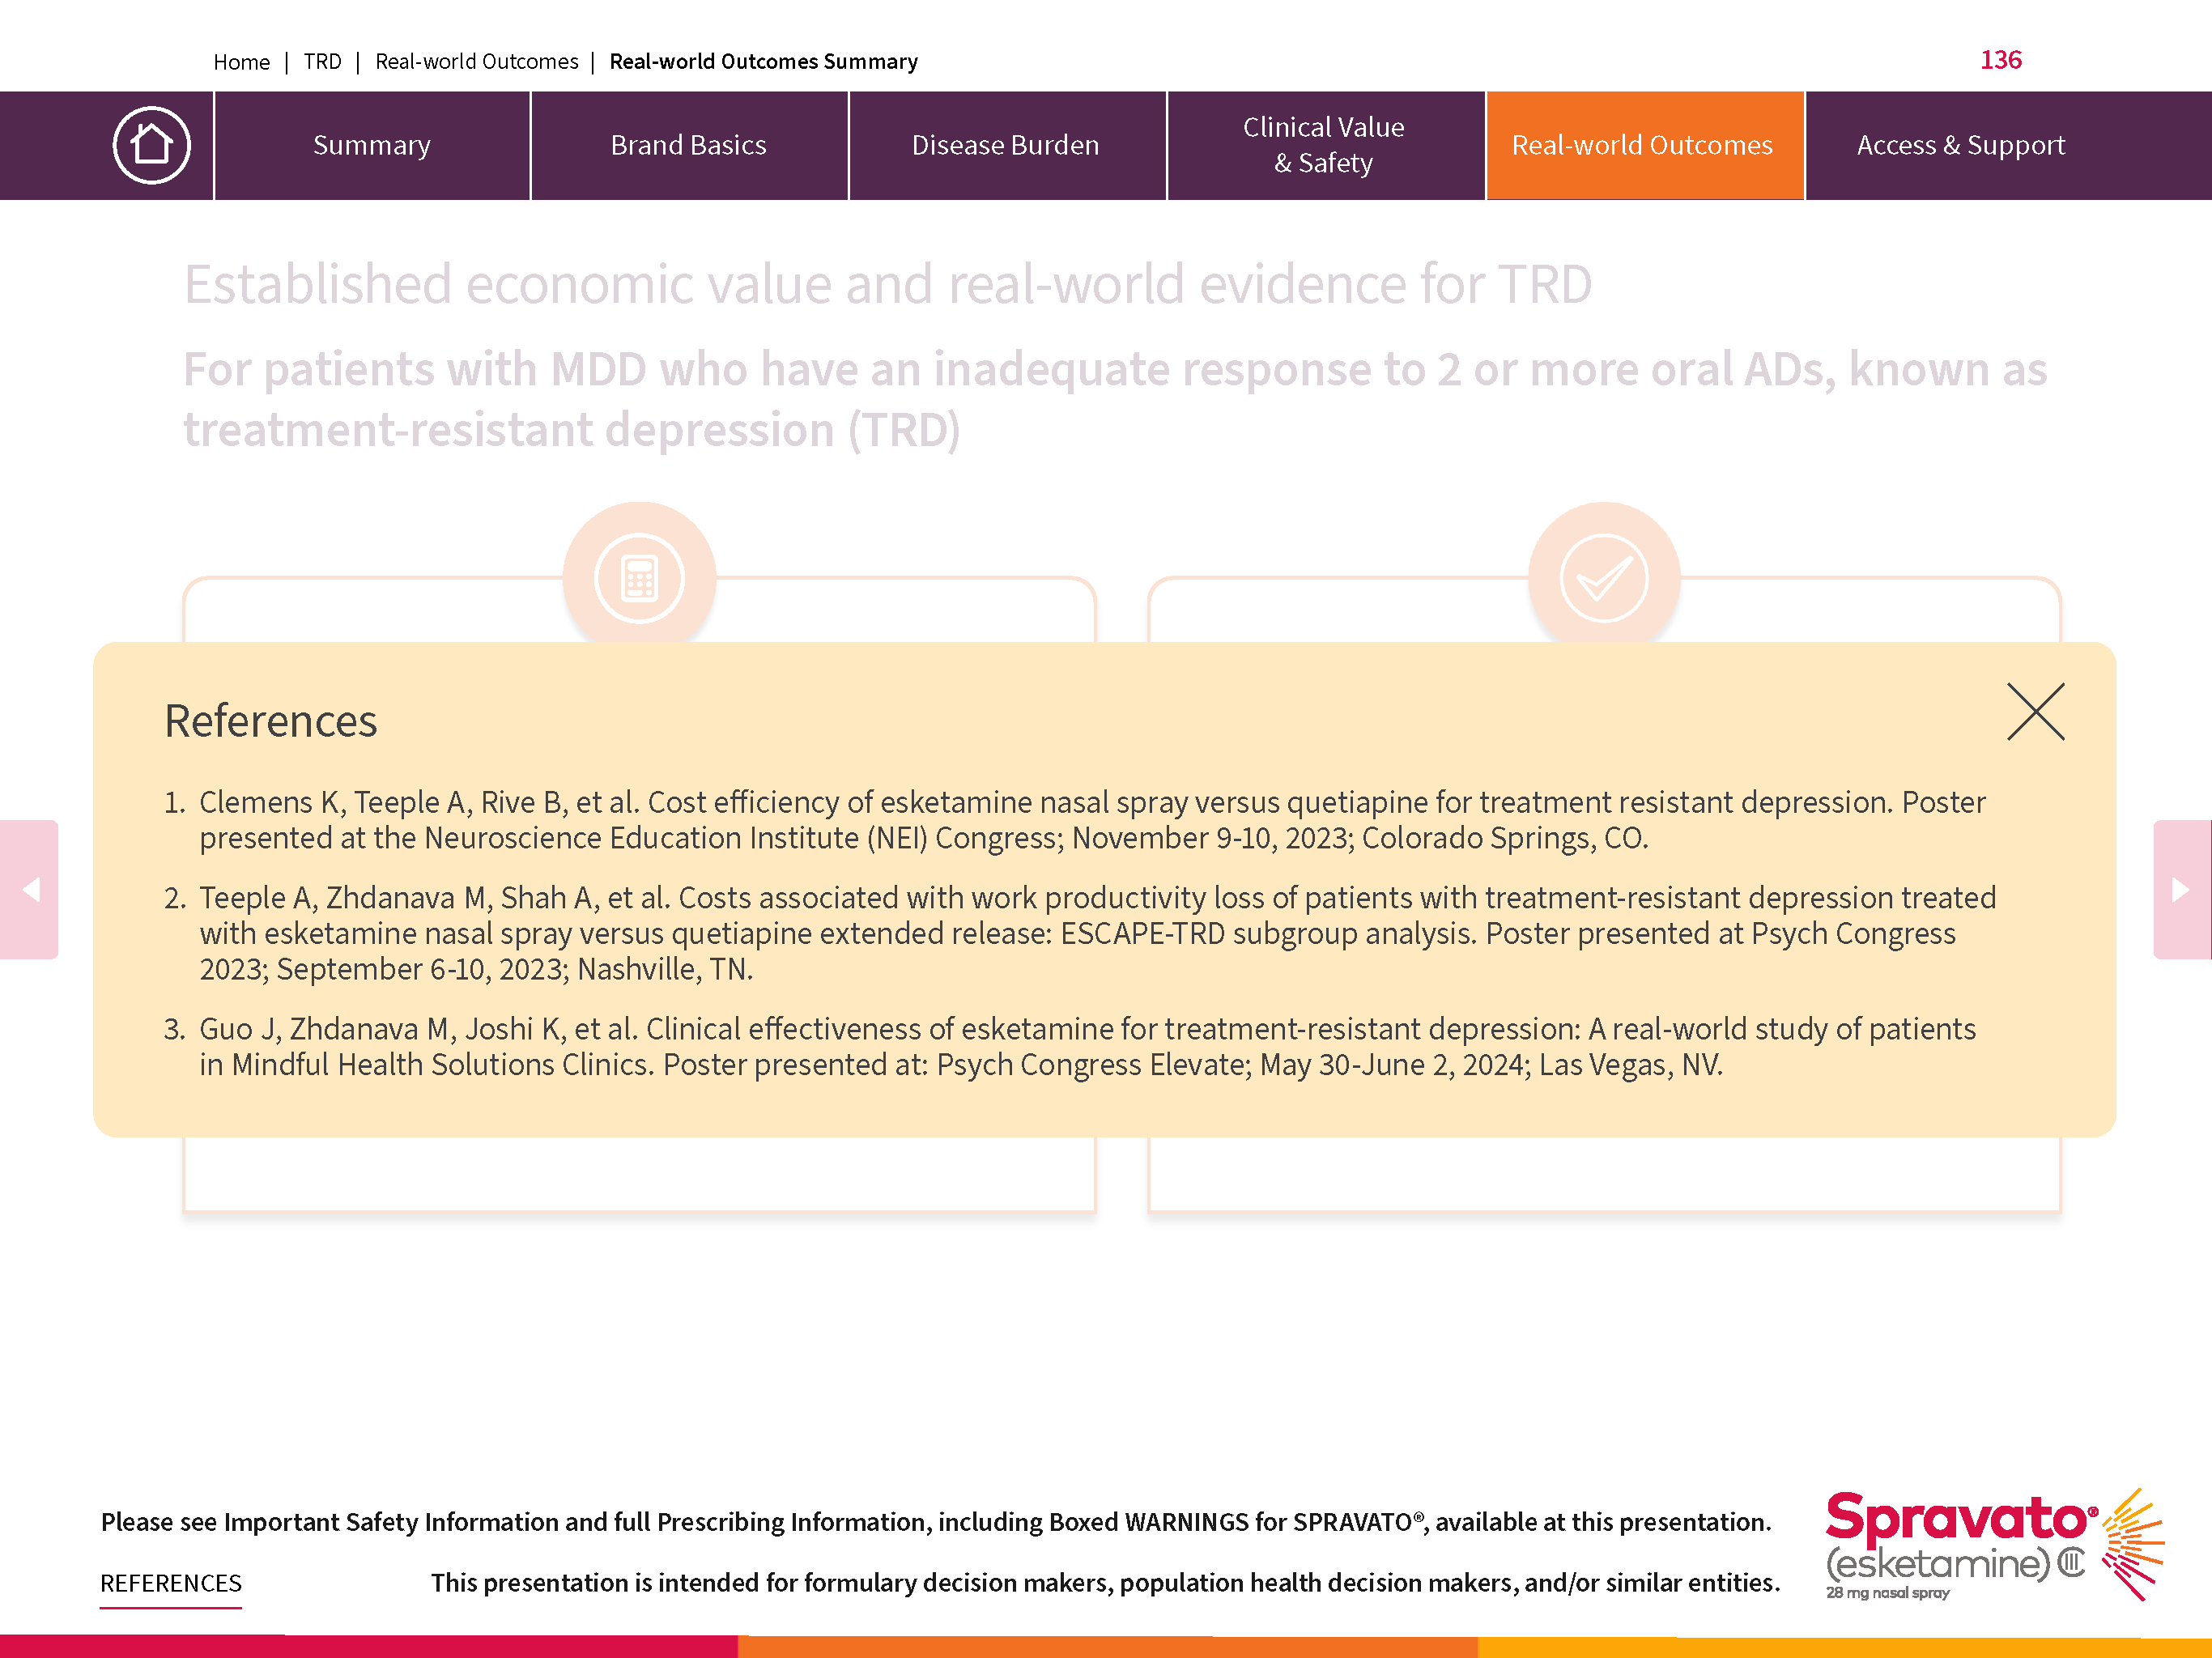 Home | TRD | Real-world Outcomes | Real-world Outcomes Summary
136
Summary
Brand Basics
Disease Burden
Clinical Value
& Safety
Real-world Outcomes
Access & Support
Established economic value and real-world evidence for TRD
For patients with MDD who have an inadequate response to 2 or more oral ADs, known as
treatment-resistant depression (TRD)
References
1. Clemens K, Teeple A, Rive B, et al. Cost efficiency of esketamine nasal spray versus quetiapine for treatment resistant depression. Poster
presented at the Neuroscience Education Institute (NEI) Congress; November 9-10, 2023; Colorado Springs, CO.
2. Teeple A, Zhdanava M, Shah A, et al. Costs associated with work productivity loss of patients with treatment-resistant depression treated
with esketamine nasal spray versus quetiapine extended release: ESCAPE-TRD subgroup analysis. Poster presented at Psych Congress
2023; September 6-10, 2023; Nashville, TN.
3. Guo J, Zhdanava M, Joshi K, et al. Clinical effectiveness of esketamine for treatment-resistant depression: A real-world study of patients
in Mindful Health Solutions Clinics. Poster presented at: Psych Congress Elevate; May 30-June 2, 2024; Las Vegas, NV.
Please see Important Safety Information and full Prescribing Information, including Boxed WARNINGS for SPRAVATO®, available at this presentation.
REFERENCES
This presentation is intended for formulary decision makers, population health decision makers, and/or similar entities.
Spravato®
(esketamine) CIII
28 mg nasal spray